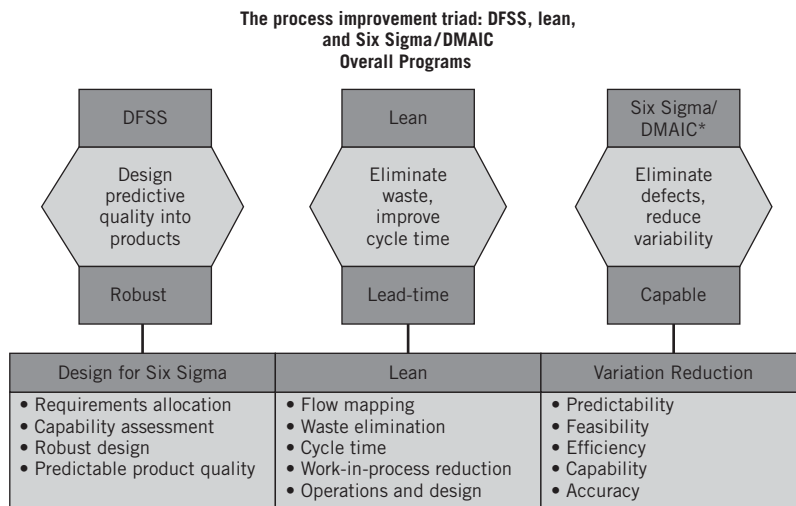 The process improvement triad: DFSS, lean,
and Six Sigma/DMAIC
Overall Programs
DFSS
Design
predictive
quality into
products
Robust
Lean
Eliminate
waste,
improve
cycle time
Lead-time
Six Sigma/
DMAIC*
Eliminate
defects,
reduce
variability
Capable
Design for Six Sigma
• Requirements allocation
• Capability assessment
• Robust design
• Predictable product quality
Lean
• Flow mapping
• Waste elimination
• Cycle time
• Work-in-process reduction
• Operations and design
Variation Reduction
• Predictability
• Feasibility
• Efficiency
• Capability
• Accuracy